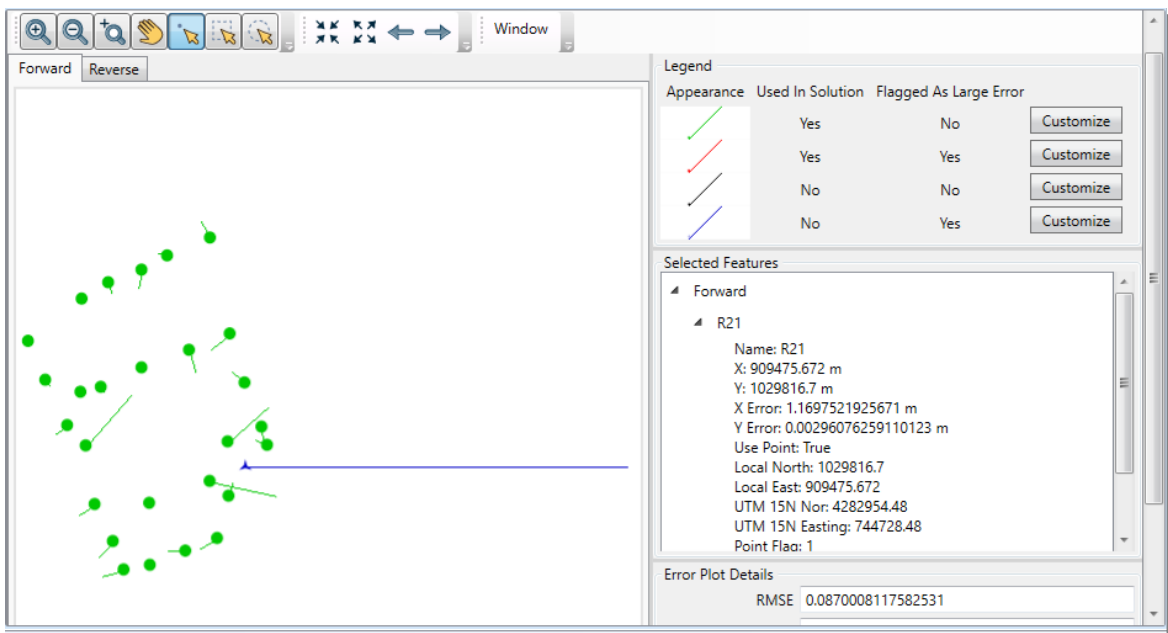 Window
Forward Reverse
Legend
Appearance Used In Solution Flagged As Large Error
Yes No Customize
Yes Yes Customize
No No Customize
No Yes Customize
Selected Features
Forward
R21
Name: R21
X: 909475.672 m
Y: 1029816.7 m
X Error: 1.1697521925671 m
Y Error: 0.00296076259110123 m
Use Point: True
Local North: 1029816.7
Local East: 909475.672
UTM 15N Nor: 4282954.48
UTM 15N Easting: 744728.48
Point Flag: 1
Error Plot Details
RMSE 0.0870008117582531